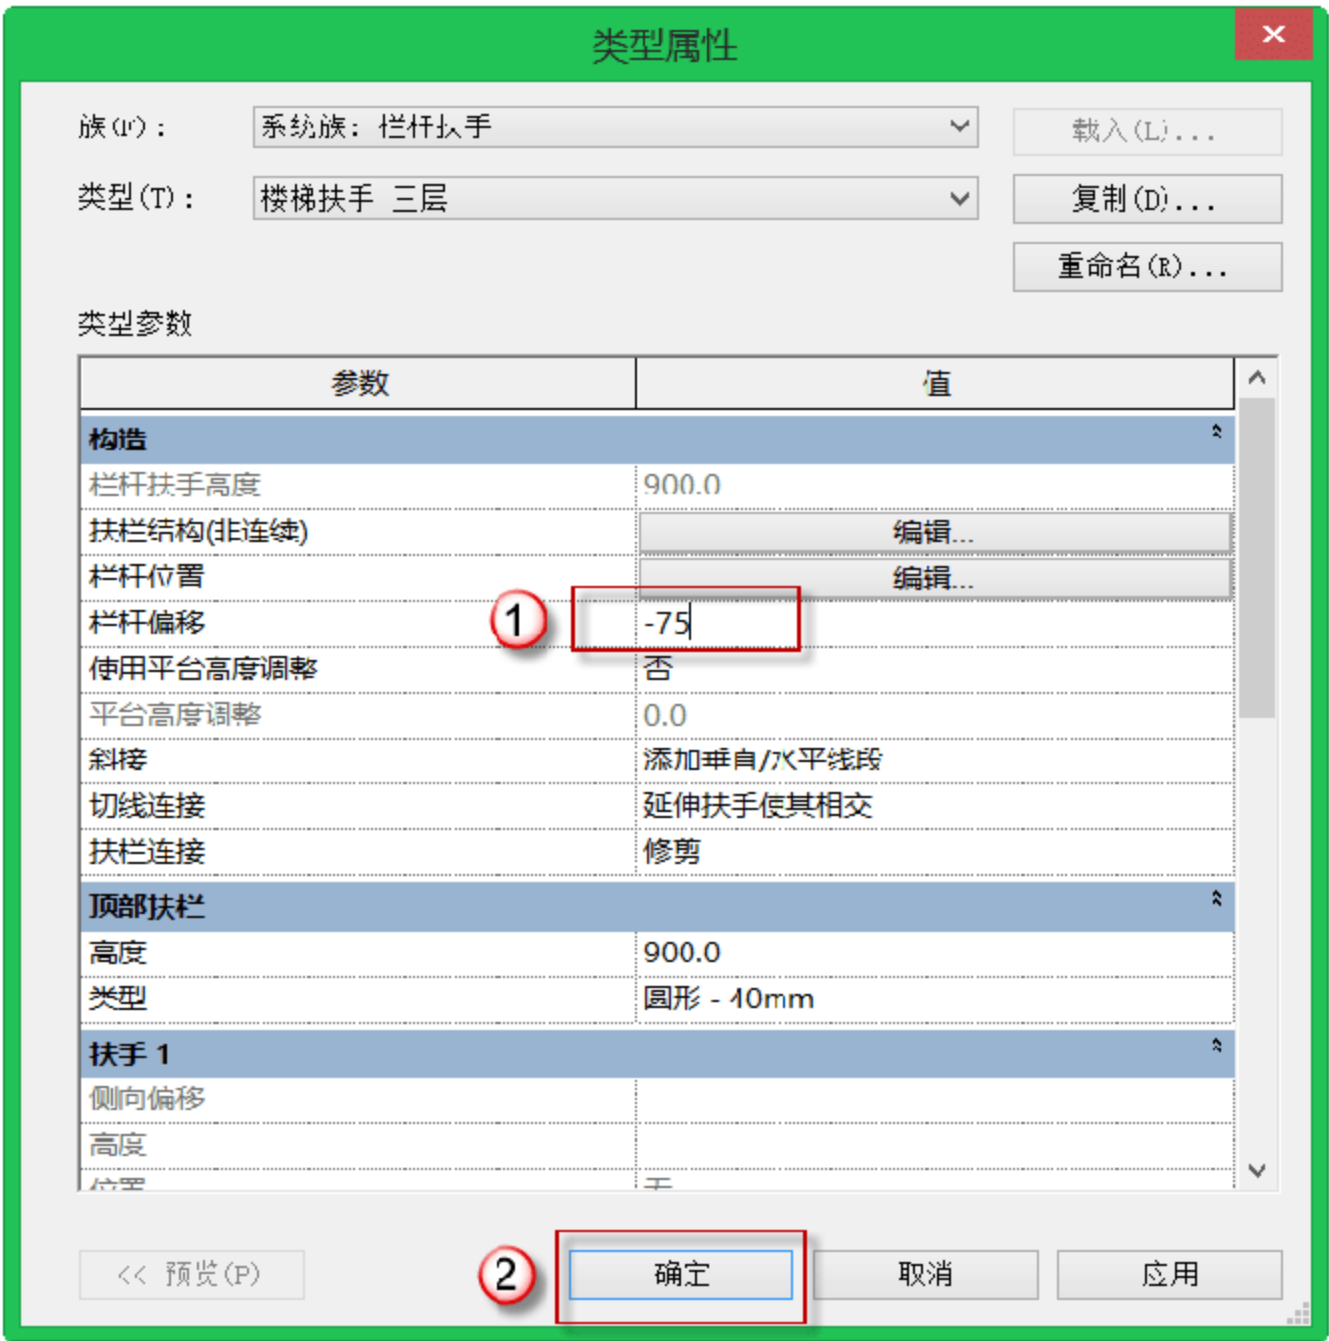 类型属性
族(F)： 系统族: 栏杆扶手 载入(L)...
类型(T)： 楼梯扶手 三层 复制(D)...
重命名(R)...
类型参数
参数 值
构造
栏杆扶手高度 900.0
扶栏结构(非连续) 编辑...
栏杆位置 编辑...
1
栏杆偏移 -75
使用平台高度调整 否
平台高度调整 0.0
斜接 添加垂直/水平线段
切线连接 延伸扶手使其相交
扶栏连接 修剪
顶部扶栏
高度 900.0
类型 圆形 - 40mm
扶手 1
侧向偏移
高度
位置 无
<< 预览(P) 2 确定 取消 应用